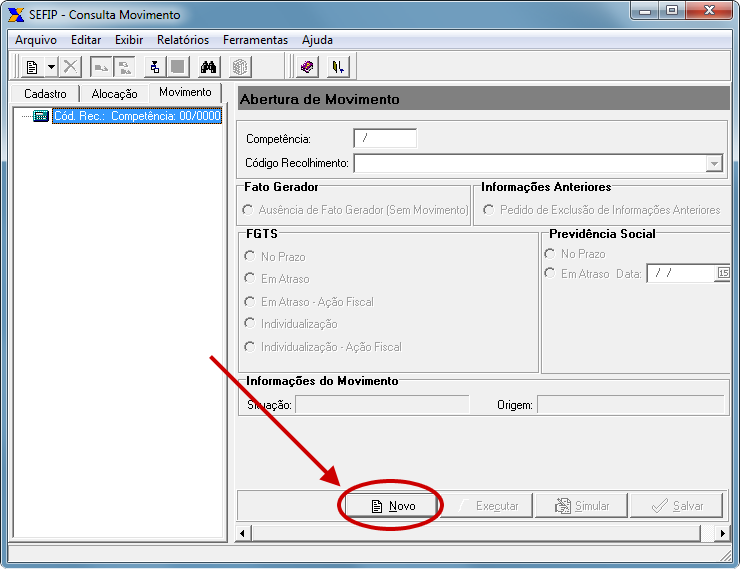 SEFIP - Consulta Movimento
Arquivo Editar Exibir Relatórios Ferramentas Ajuda
Cadastro Alocação Movimento
Cód. Rec.: Competência: 00/0000
Abertura de Movimento
Competência: /
Código Recolhimento:
Fato Gerador
Ausência de Fato Gerador (Sem Movimento)
Informações Anteriores
Pedido de Exclusão de Informações Anteriores
FGTS
No Prazo
Em Atraso
Em Atraso - Ação Fiscal
Individualização
Individualização - Ação Fiscal
Previdência Social
No Prazo
Em Atraso Data: / / 15
Informações do Movimento
Situação: Origem:
Novo Executar Simular Salvar